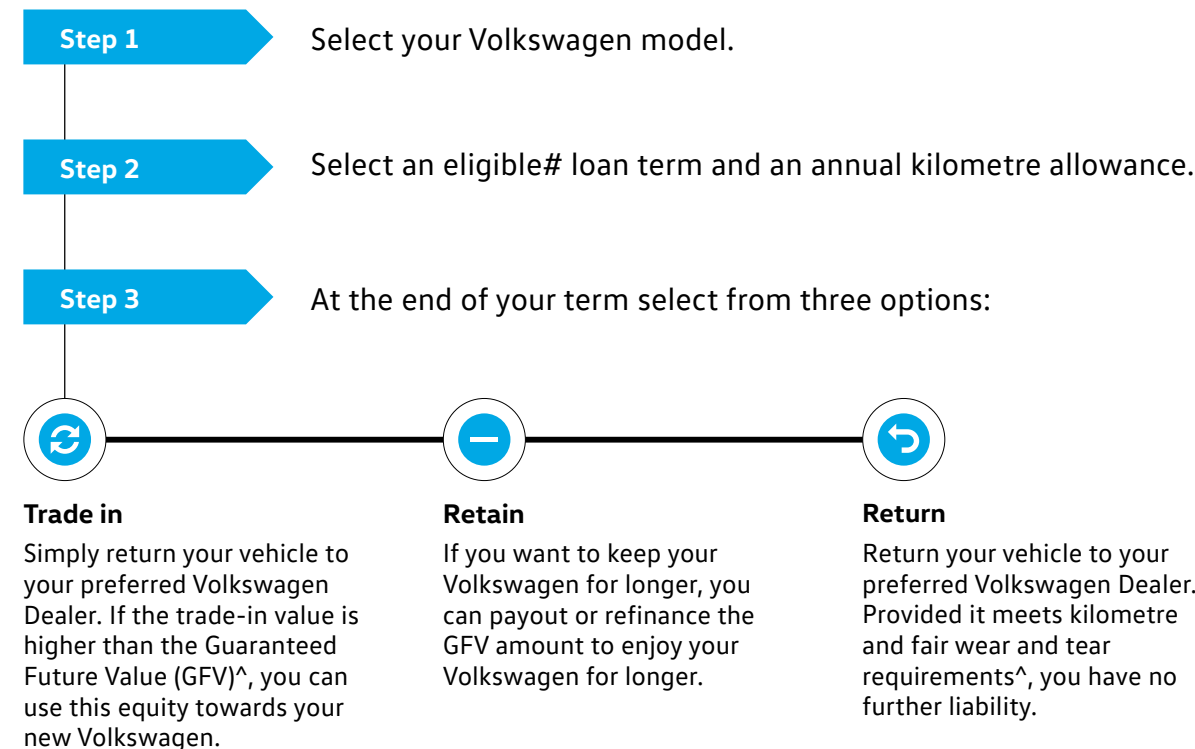 Step 1
Select your Volkswagen model.
Step 2
Select an eligible# loan term and an annual kilometre allowance.
Step 3
At the end of your term select from three options:
Trade in
Simply return your vehicle to
your preferred Volkswagen
Dealer. If the trade-in value is
higher than the Guaranteed
Future Value (GFV)^, you can
use this equity towards your
new Volkswagen.
Retain
If you want to keep your
Volkswagen for longer, you
can payout or refinance the
GFV amount to enjoy your
Volkswagen for longer.
Return
Return your vehicle to your
preferred Volkswagen Dealer.
Provided it meets kilometre
and fair wear and tear
requirements^, you have no
further liability.